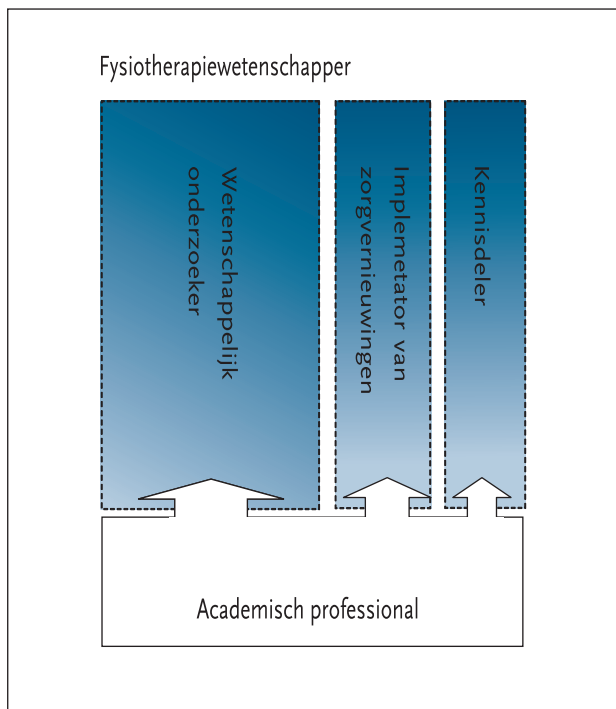 Fysiotherapiewetenschapper
Wetenschappelijk
onderzoeker
Implemetator van
zorgvernieuwingen
Kennisdeler
Academisch professional